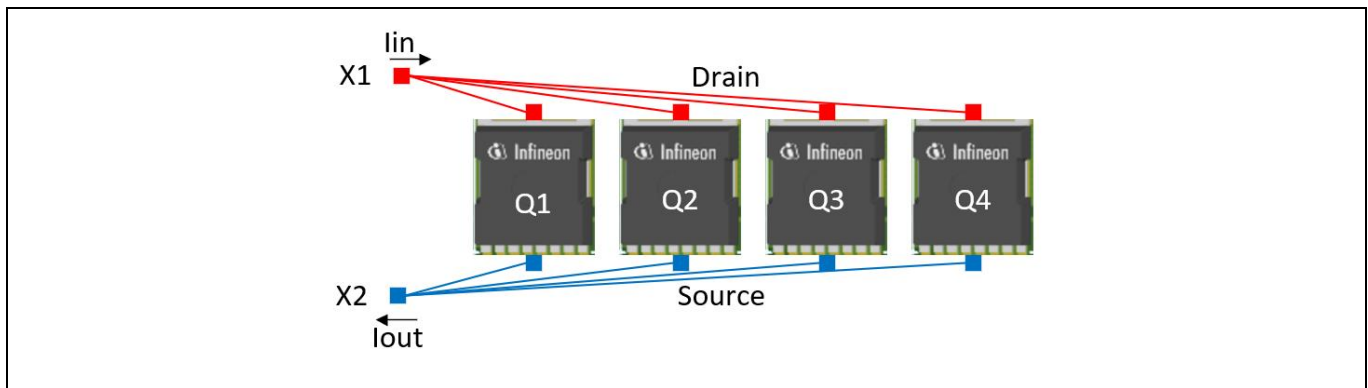 Iin
X1
Drain
Infineon Infineon Infineon Infineon
Q1 Q2 Q3 Q4
X2
Source
Iout